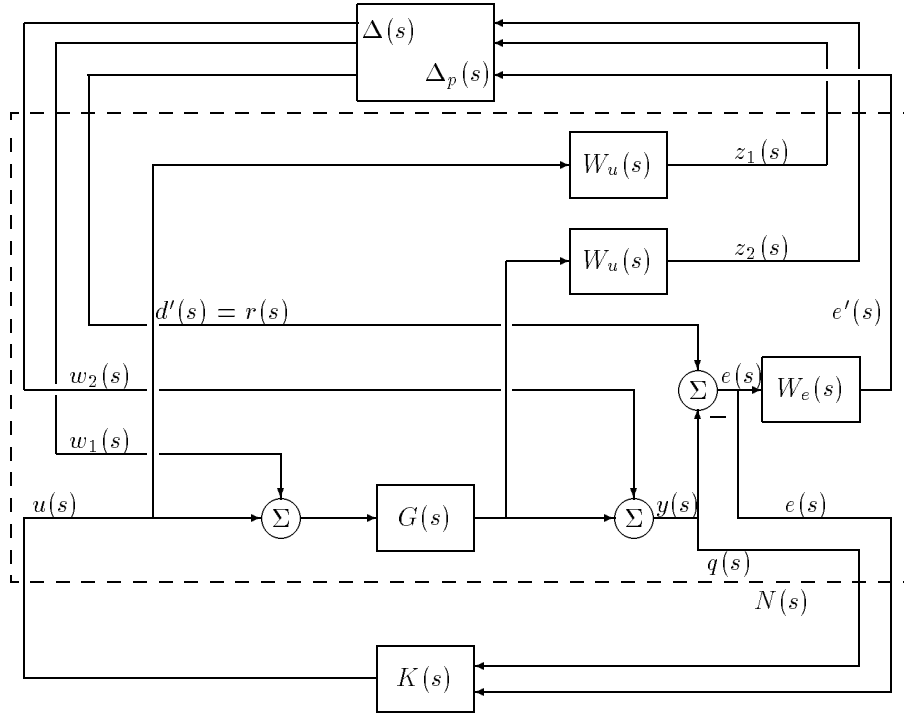 Δ(s)
Δ_p(s)
W_u(s)
z_1(s)
W_u(s)
z_2(s)
d′(s) = r(s)
e′(s)
w_2(s)
Σ
e(s)
W_e(s)
−
w_1(s)
u(s)
Σ
G(s)
Σ
y(s)
e(s)
q(s)
N(s)
K(s)